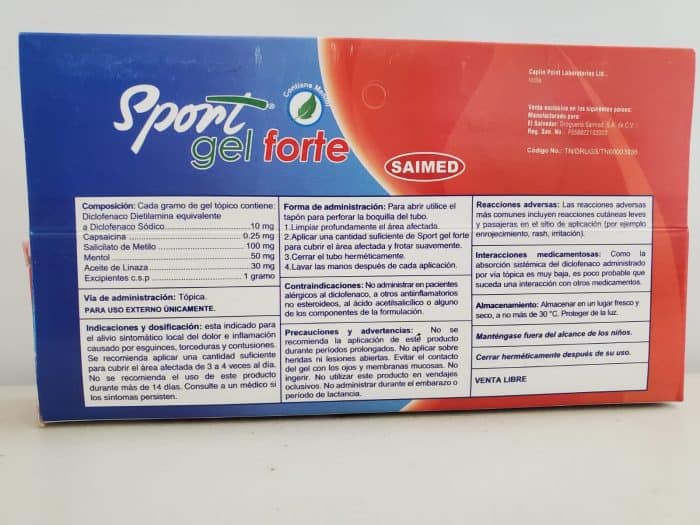 Caplin Point Laboratories Ltd.,
India
Contiene Mentol
Sport
gel forte
Venta exclusiva en los siguientes países:
Manufacturado para:
El Salvador: Droguería Saimed, S.A. de C.V.:
Reg. San. No.:
SAIMED
Código No.: TN/DRUGS/TN00003836
Composición: Cada gramo de gel tópico contiene:
Diclofenaco Dietilamina equivalente
a Diclofenaco Sódico 10 mg
Capsaicina 0.25 mg
Salicilato de Metilo 100 mg
Mentol 50 mg
Aceite de Linaza 30 mg
Excipientes c.s.p 1 gramo
Vía de administración: Tópica.
PARA USO EXTERNO ÚNICAMENTE.
Indicaciones y dosificación: esta indicado para
el alivio sintomático local del dolor e inflamación
causado por esguinces, torceduras y contusiones.
Se recomienda aplicar una cantidad suficiente
para cubrir el área afectada de 3 a 4 veces al día.
No se recomienda el uso de este producto
durante más de 14 días. Consulte a un médico si
los síntomas persisten.
Forma de administración: Para abrir utilice el
tapón para perforar la boquilla del tubo.
1.Limpiar profundamente el área afectada.
2.Aplicar una cantidad suficiente de Sport gel forte
para cubrir el área afectada y frotar suavemente.
3.Cerrar el tubo herméticamente.
4.Lavar las manos después de cada aplicación.
Contraindicaciones: No administrar en pacientes
alérgicos al diclofenaco, a otros antiinflamatorios
no esteroideos, al ácido acetilsalicílico o alguno
de los componentes de la formulación.
Precauciones y advertencias: No se
recomienda la aplicación de este producto
durante períodos prolongados. No aplicar sobre
heridas ni lesiones abiertas. Evitar el contacto
del gel con los ojos y membranas mucosas. No
ingerir. No utilizar este producto en vendajes
oclusivos. No administrar durante el embarazo o
período de lactancia.
Reacciones adversas: Las reacciones adversas
más comunes incluyen reacciones cutáneas leves
y pasajeras en el sitio de aplicación (por ejemplo
enrojecimiento, rash, irritación).
Interacciones medicamentosas: Como la
absorción sistémica del diclofenaco administrado
por vía tópica es muy baja, es poco probable que
suceda una interacción con otros medicamentos.
Almacenamiento: Almacenar en un lugar fresco y
seco, a no más de 30 °C. Proteger de la luz.
Manténgase fuera del alcance de los niños.
Cerrar herméticamente después de su uso.
VENTA LIBRE